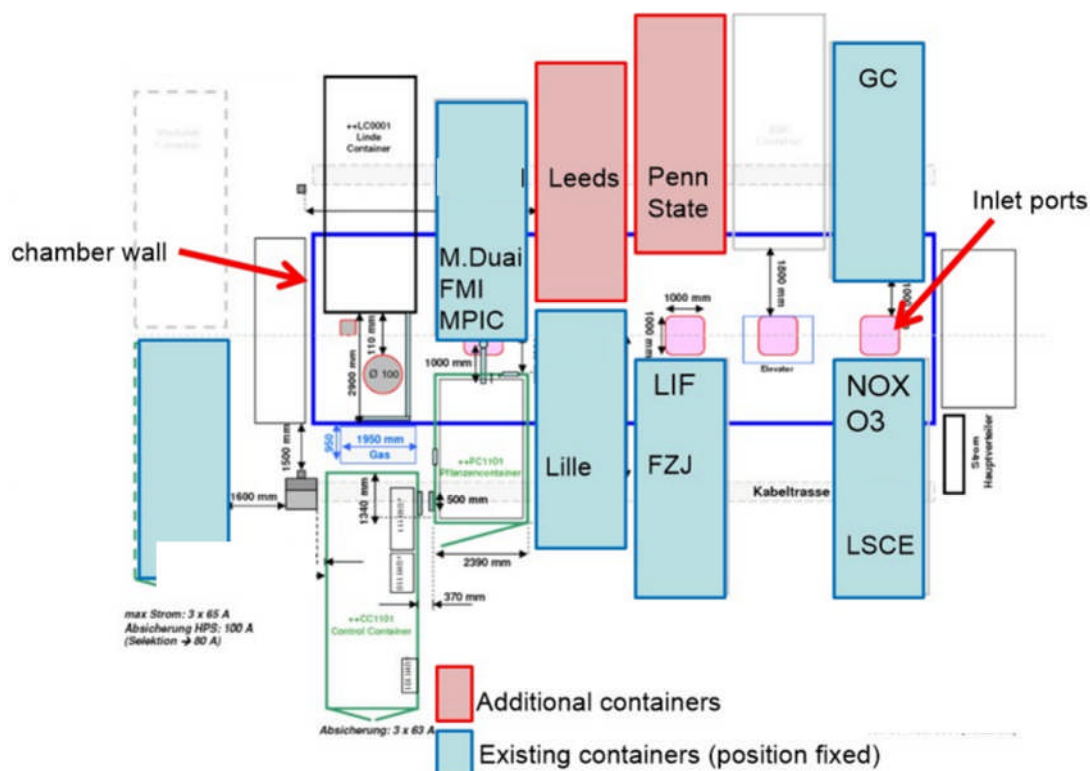 GC
++LC0001
Linde
Container
Leeds
Penn
State
Inlet ports
chamber wall
M.Duai
FMI
MPIC
1800 mm
1000 mm
1000 mm
110 mm
2900 mm
1000 mm
Ø 100
Elevater
LIF
FZJ
NOX
O3
LSCE
Lille
950
1950 mm
Gas
1500 mm
++PC1101
Pflanzencontainer
Strom
Hauptverteiler
Kabeltrasse
1600 mm
1340 mm
500 mm
2390 mm
370 mm
max Strom: 3 x 65 A
Absicherung HPS: 100 A
(Selektion → 80 A)
++CC1101
Control Container
Absicherung: 3 x 63 A
Additional containers
Existing containers (position fixed)